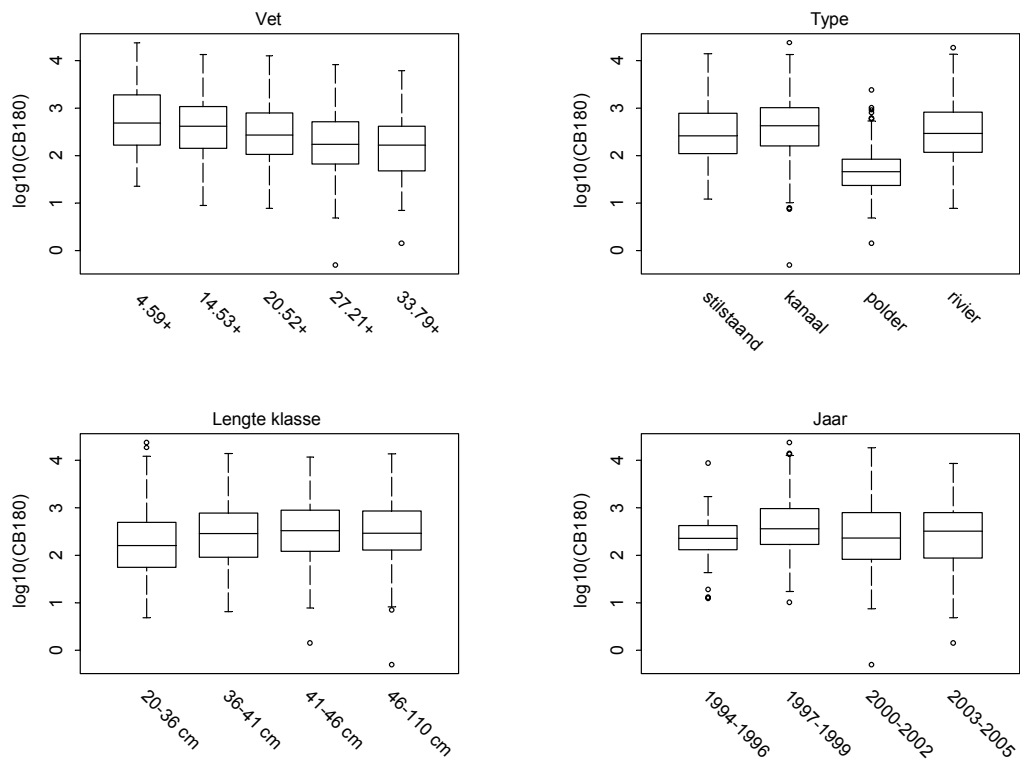 Vet
log10(CB180)
4
3
2
1
0
4.59+
14.53+
20.52+
27.21+
33.79+
Type
log10(CB180)
4
3
2
1
0
stilstaand
kanaal
polder
rivier
Lengte klasse
log10(CB180)
4
3
2
1
0
20-36 cm
36-41 cm
41-46 cm
46-110 cm
Jaar
log10(CB180)
4
3
2
1
0
1994-1996
1997-1999
2000-2002
2003-2005